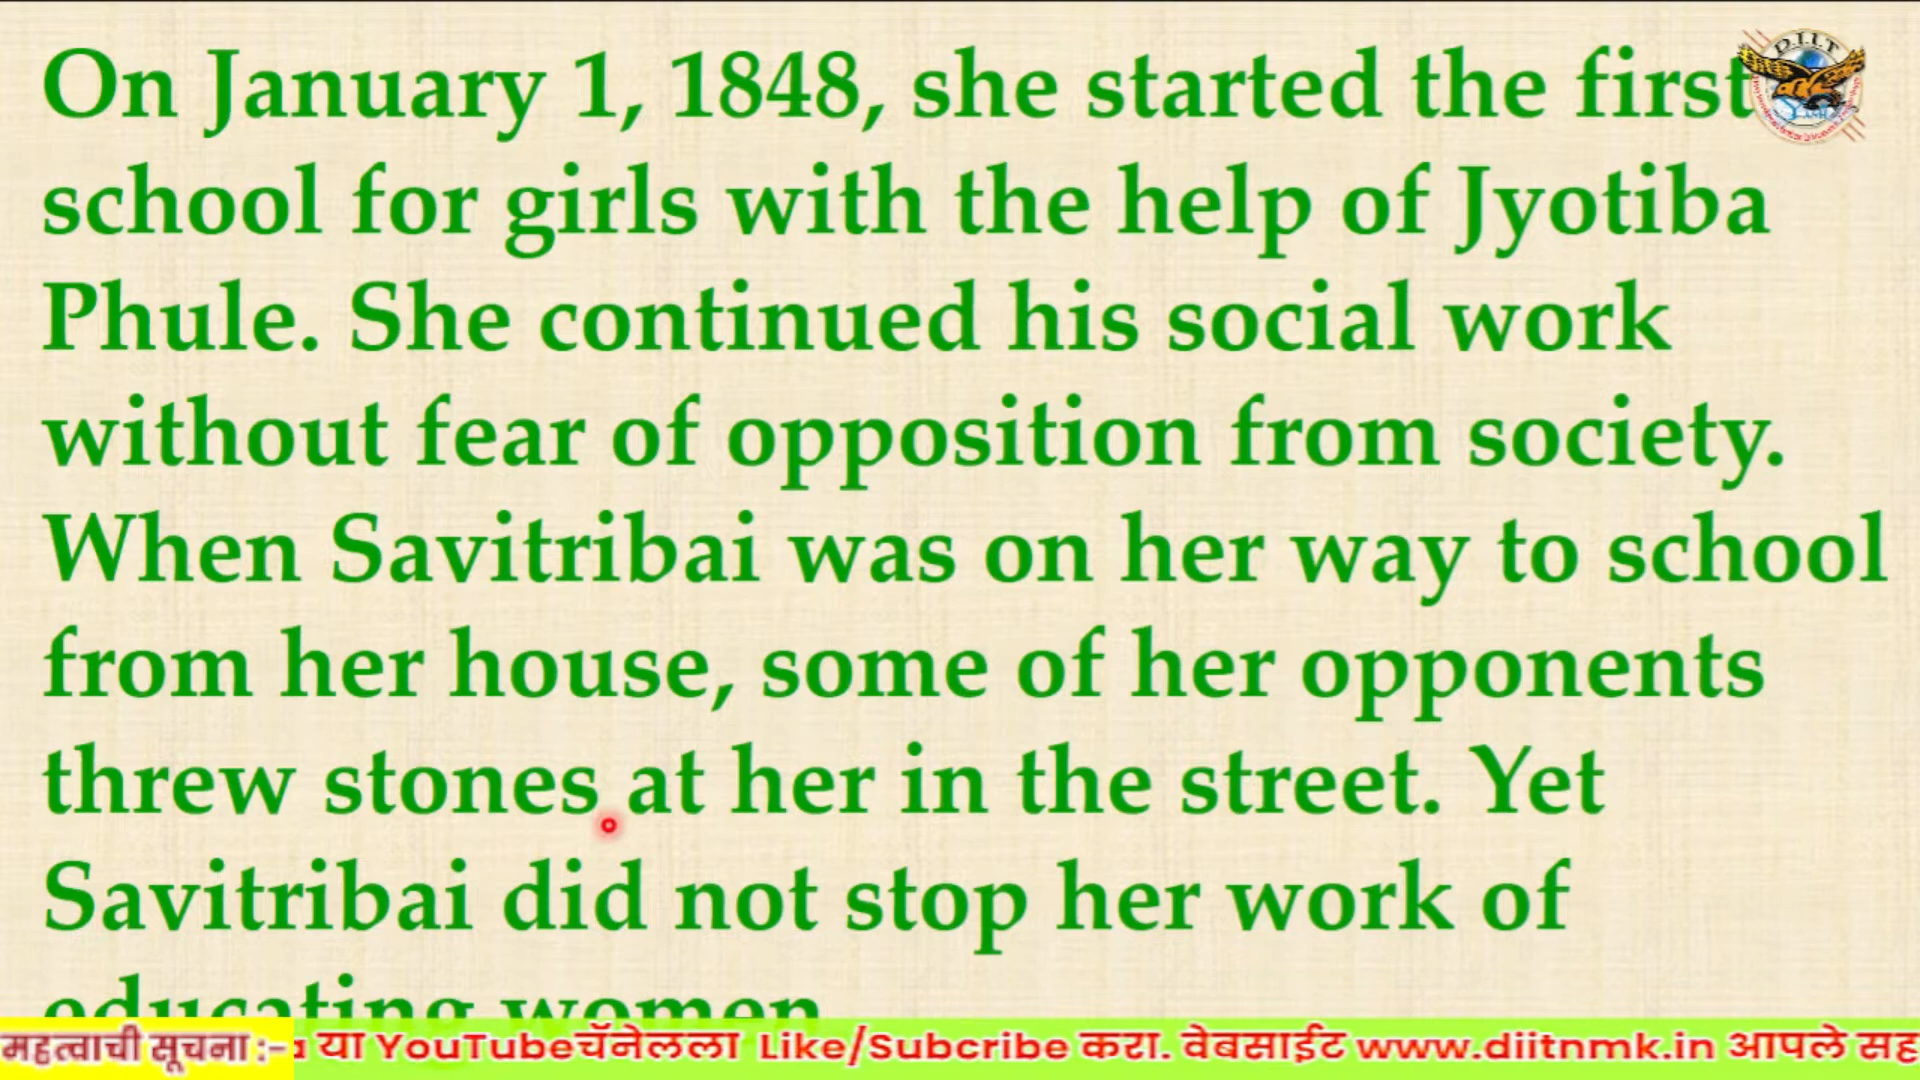 On January 1, 1848, she started the first
school for girls with the help of Jyotiba
Phule. She continued his social work
without fear of opposition from society.
When Savitribai was on her way to school
from her house, some of her opponents
threw stones at her in the street. Yet
Savitribai did not stop her work of
educating women
D.I.I.T
महत्वाची सूचना :- या YouTubeचॅनेलला Like/Subcribe करा. वेबसाईट www.diitnmk.in आपले